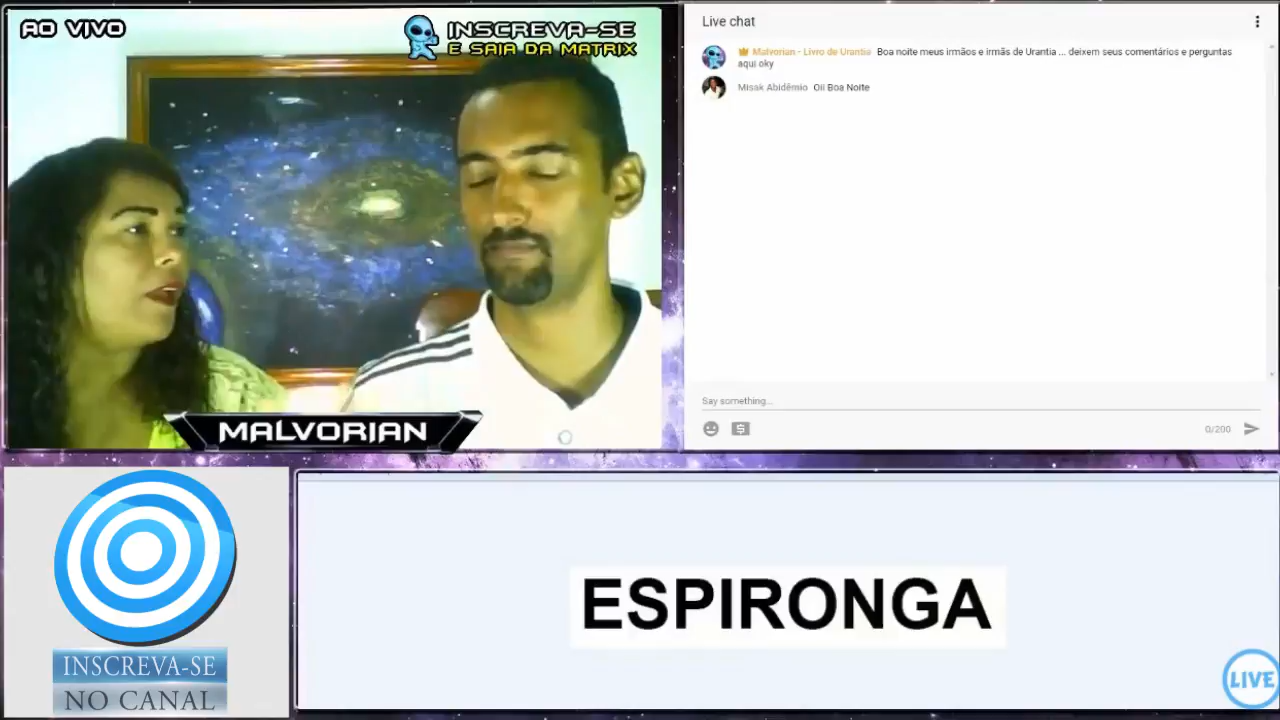 AO VIVO
INSCREVA-SE
E SAIA DA MATRIX
MALVORIAN
Live chat
Malvorian - Livro de Urantia Boa noite meus irmãos e irmãs de Urantia ... deixem seus comentários e perguntas
aqui oky
Misak Abidêmio Oii Boa Noite
Say something...
0/200
INSCREVA-SE
NO CANAL
ESPIRONGA
LIVE